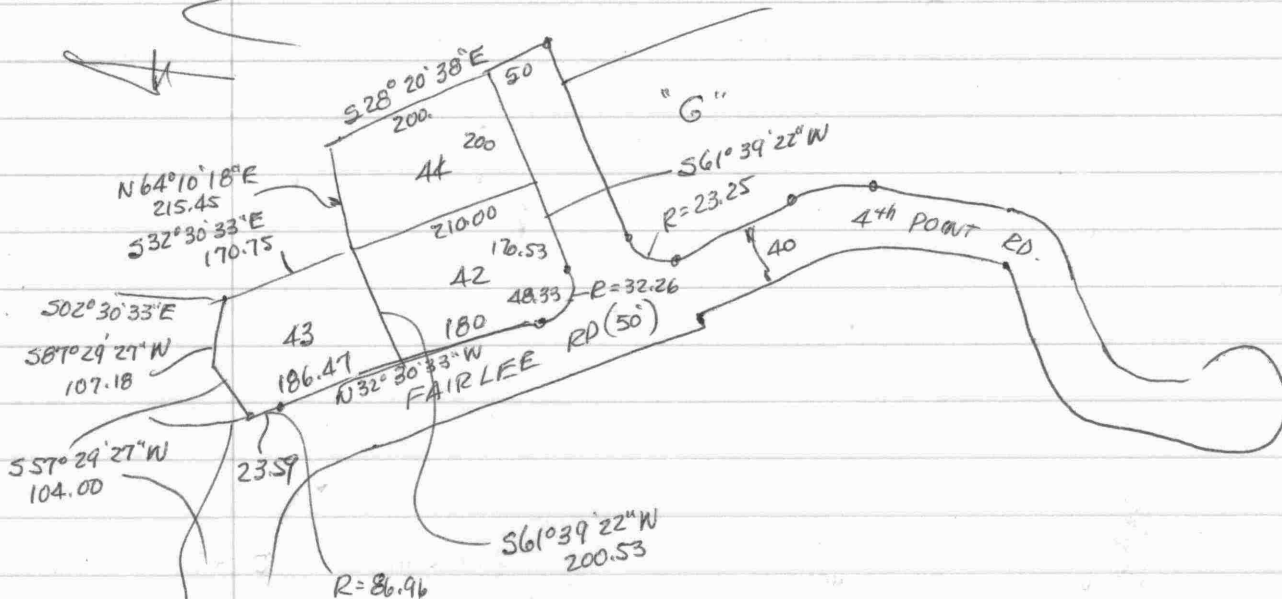 N
S28°20'38"E
50
200.
"G"
200
44
S61°39'22"W
N64°10'18"E
215.45
R=23.25
S32°30'33"E
170.75
210.00
4th POINT RD.
176.53
40
42
S02°30'33"E
48.33
R=32.26
43
180
RD (50')
S87°29'27"W
107.18
186.47
N32°30'33"W
FAIRLEE
S57°29'27"W
104.00
23.59
S61°39'22"W
200.53
R=86.96